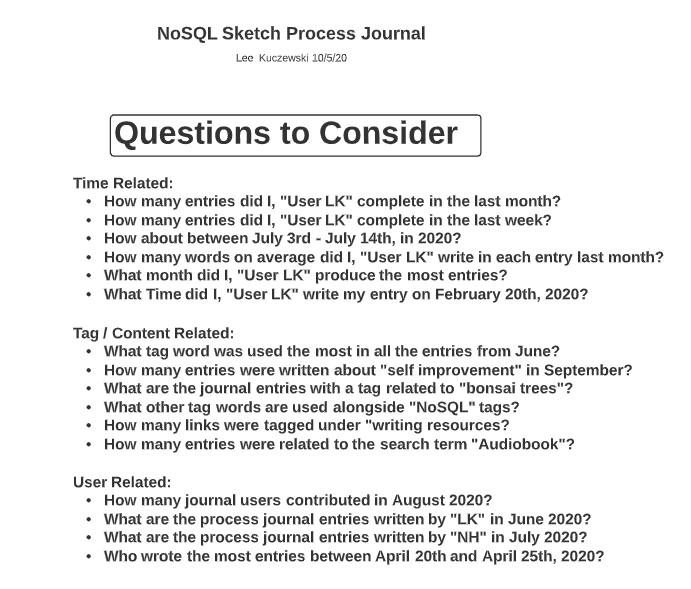 NoSQL Sketch Process Journal
Lee Kuczewski 10/5/20
Questions to Consider
Time Related:
• How many entries did I, "User LK" complete in the last month?
• How many entries did I, "User LK" complete in the last week?
• How about between July 3rd - July 14th, in 2020?
• How many words on average did I, "User LK" write in each entry last month?
• What month did I, "User LK" produce the most entries?
• What Time did I, "User LK" write my entry on February 20th, 2020?
Tag / Content Related:
• What tag word was used the most in all the entries from June?
• How many entries were written about "self improvement" in September?
• What are the journal entries with a tag related to "bonsai trees"?
• What other tag words are used alongside "NoSQL" tags?
• How many links were tagged under "writing resources?
• How many entries were related to the search term "Audiobook"?
User Related:
• How many journal users contributed in August 2020?
• What are the process journal entries written by "LK" in June 2020?
• What are the process journal entries written by "NH" in July 2020?
• Who wrote the most entries between April 20th and April 25th, 2020?